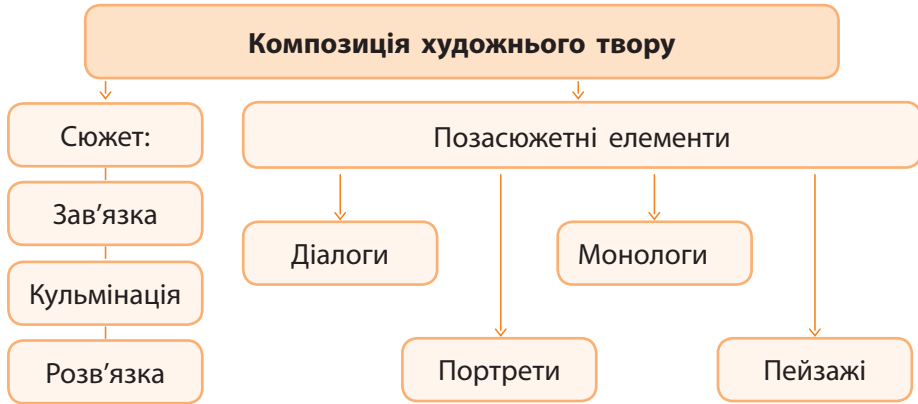 Композиція художнього твору
Сюжет:
Зав’язка
Кульмінація
Розв’язка
Позасюжетні елементи
Діалоги
Монологи
Портрети
Пейзажі